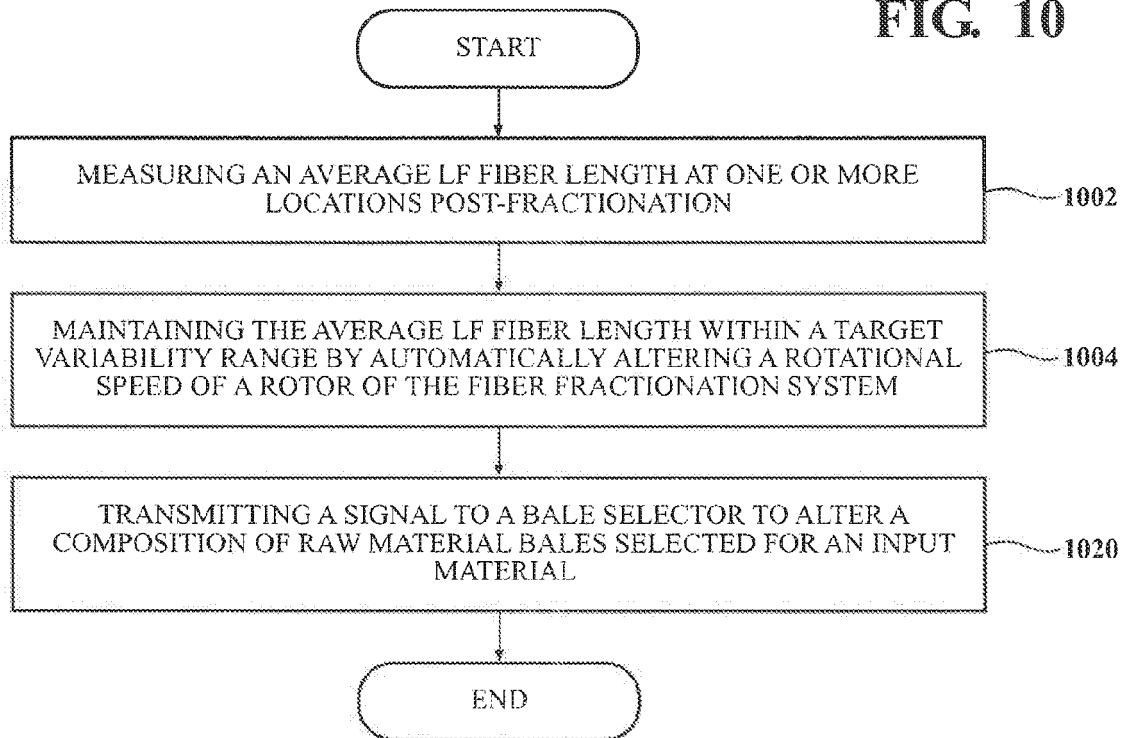 FIG. 10
START
MEASURING AN AVERAGE LF FIBER LENGTH AT ONE OR MORE
LOCATIONS POST-FRACTIONATION
1002
MAINTAINING THE AVERAGE LF FIBER LENGTH WITHIN A TARGET
VARIABILITY RANGE BY AUTOMATICALLY ALTERING A ROTATIONAL
SPEED OF A ROTOR OF THE FIBER FRACTIONATION SYSTEM
1004
TRANSMITTING A SIGNAL TO A BALE SELECTOR TO ALTER A
COMPOSITION OF RAW MATERIAL BALES SELECTED FOR AN INPUT
MATERIAL
1020
END